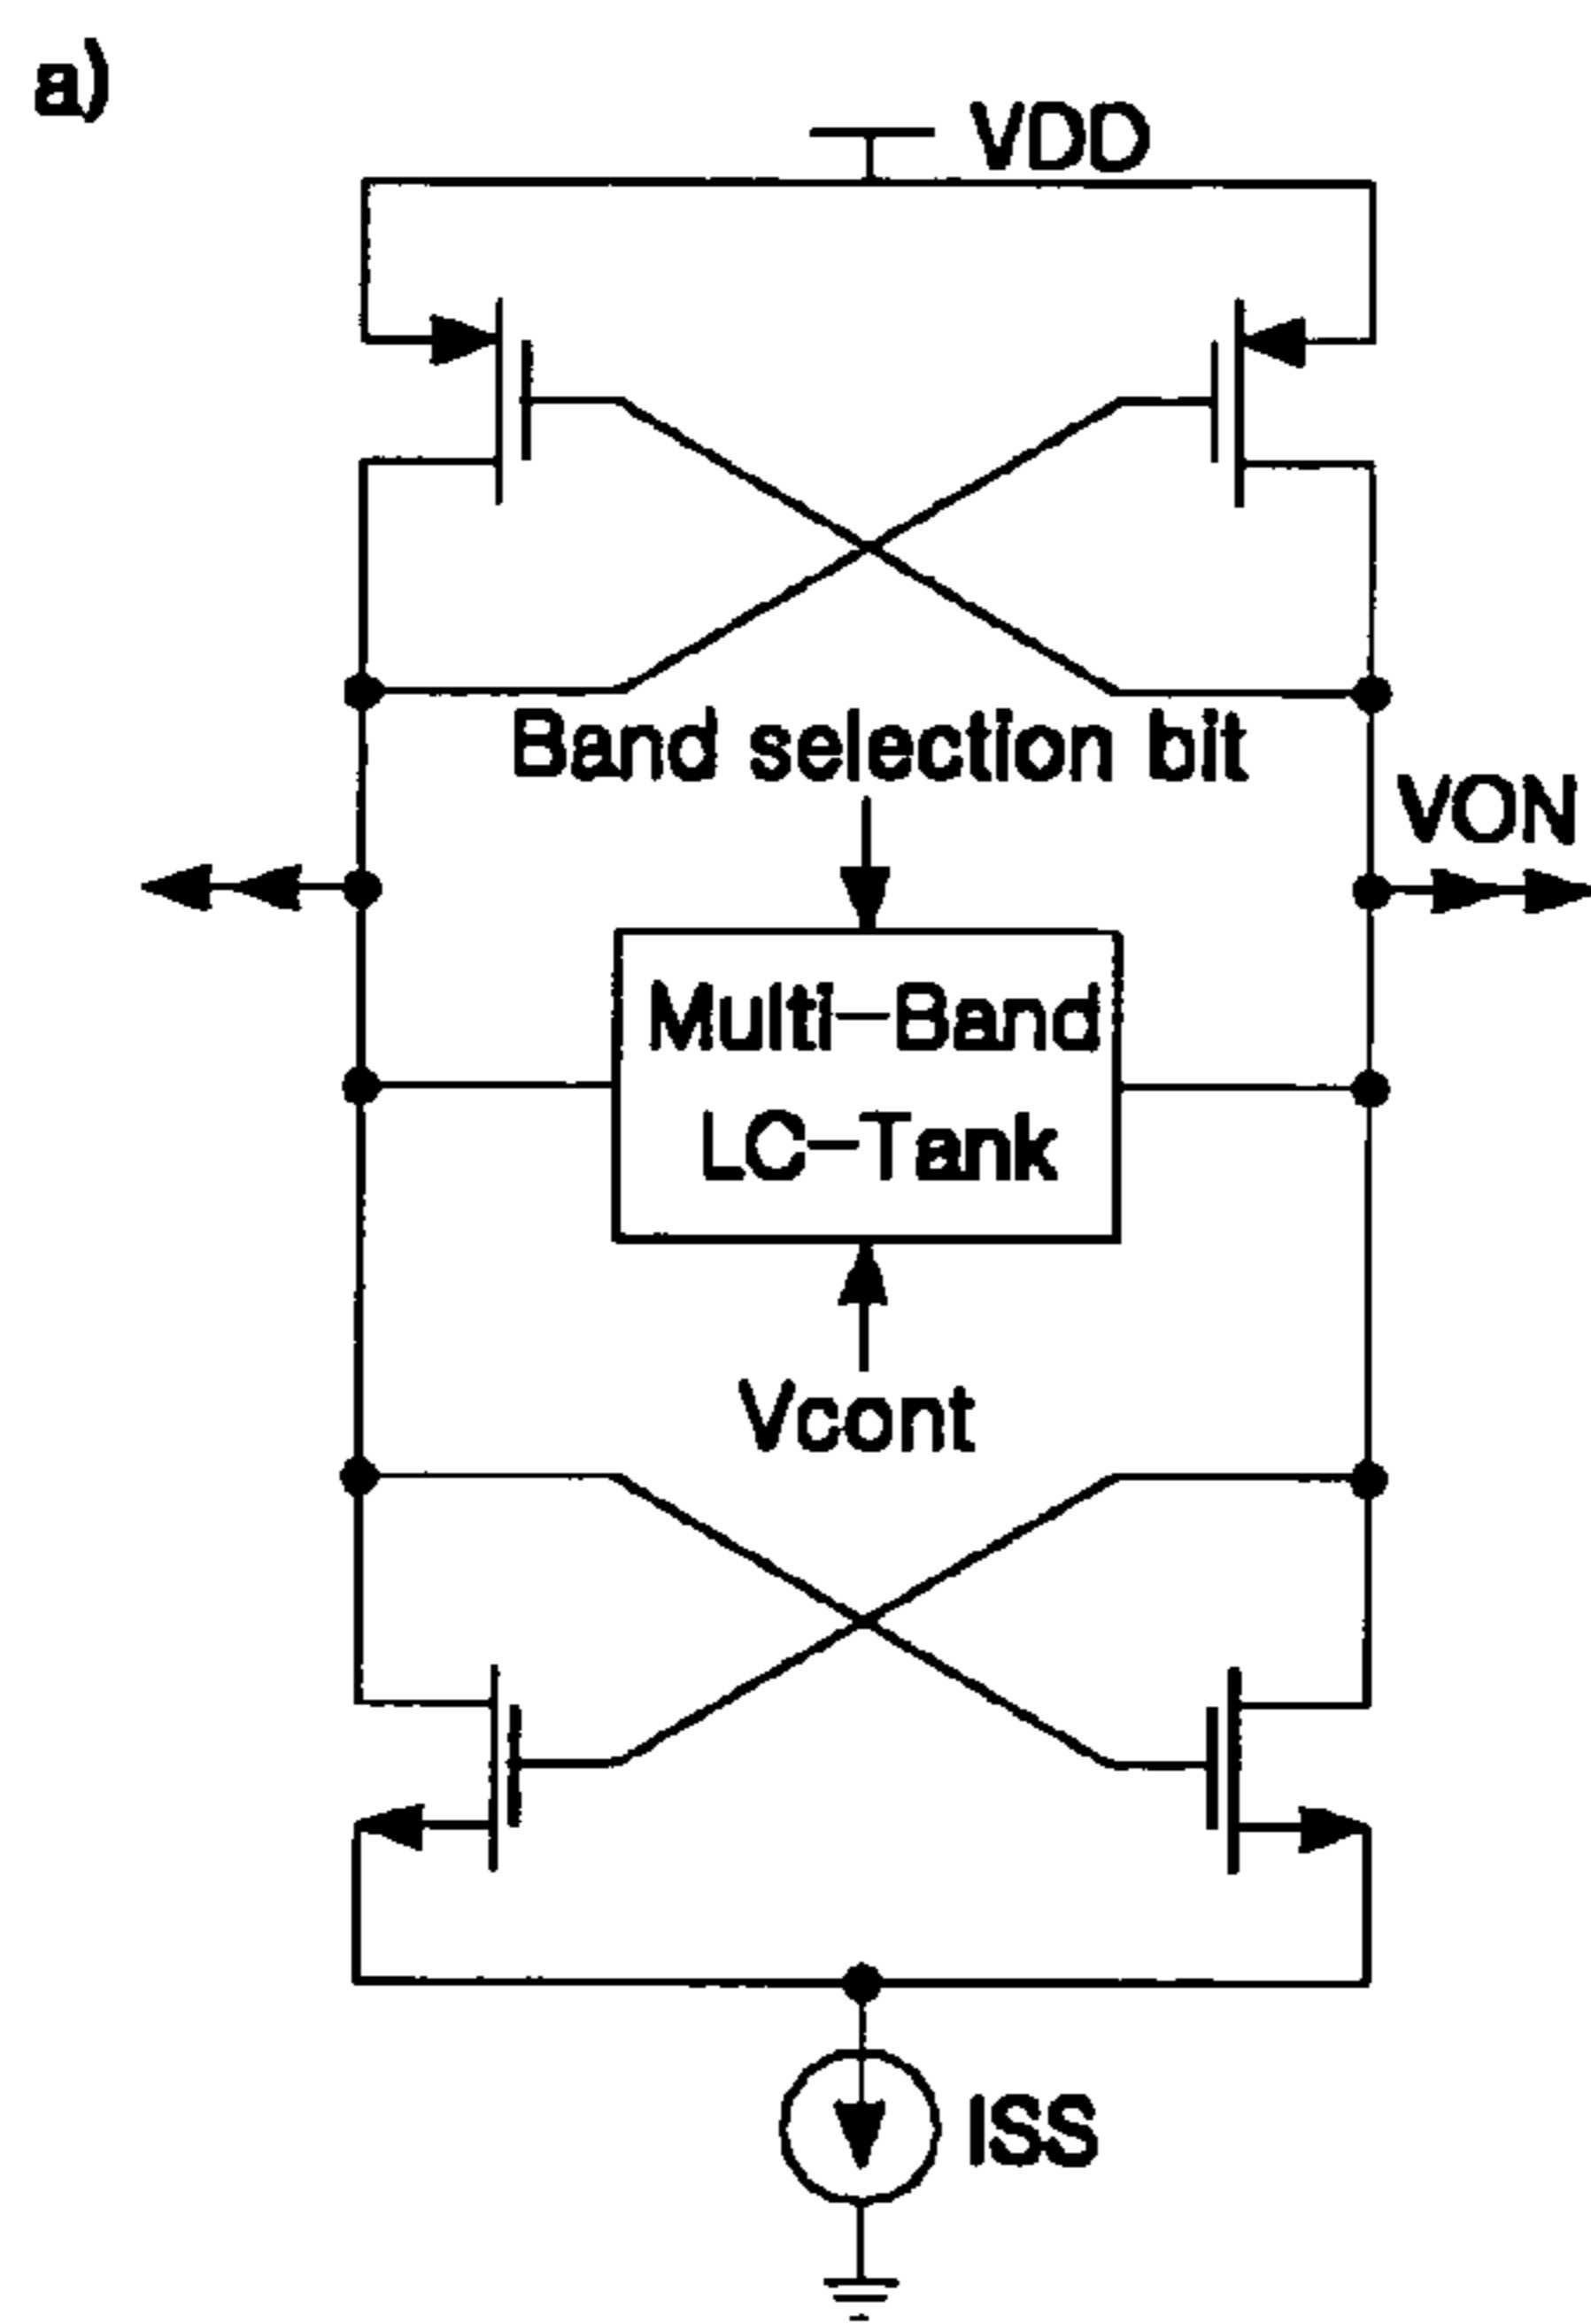 a)
VDD
Band selection bit
VON
Multi-Band
LC-Tank
Vcont
ISS